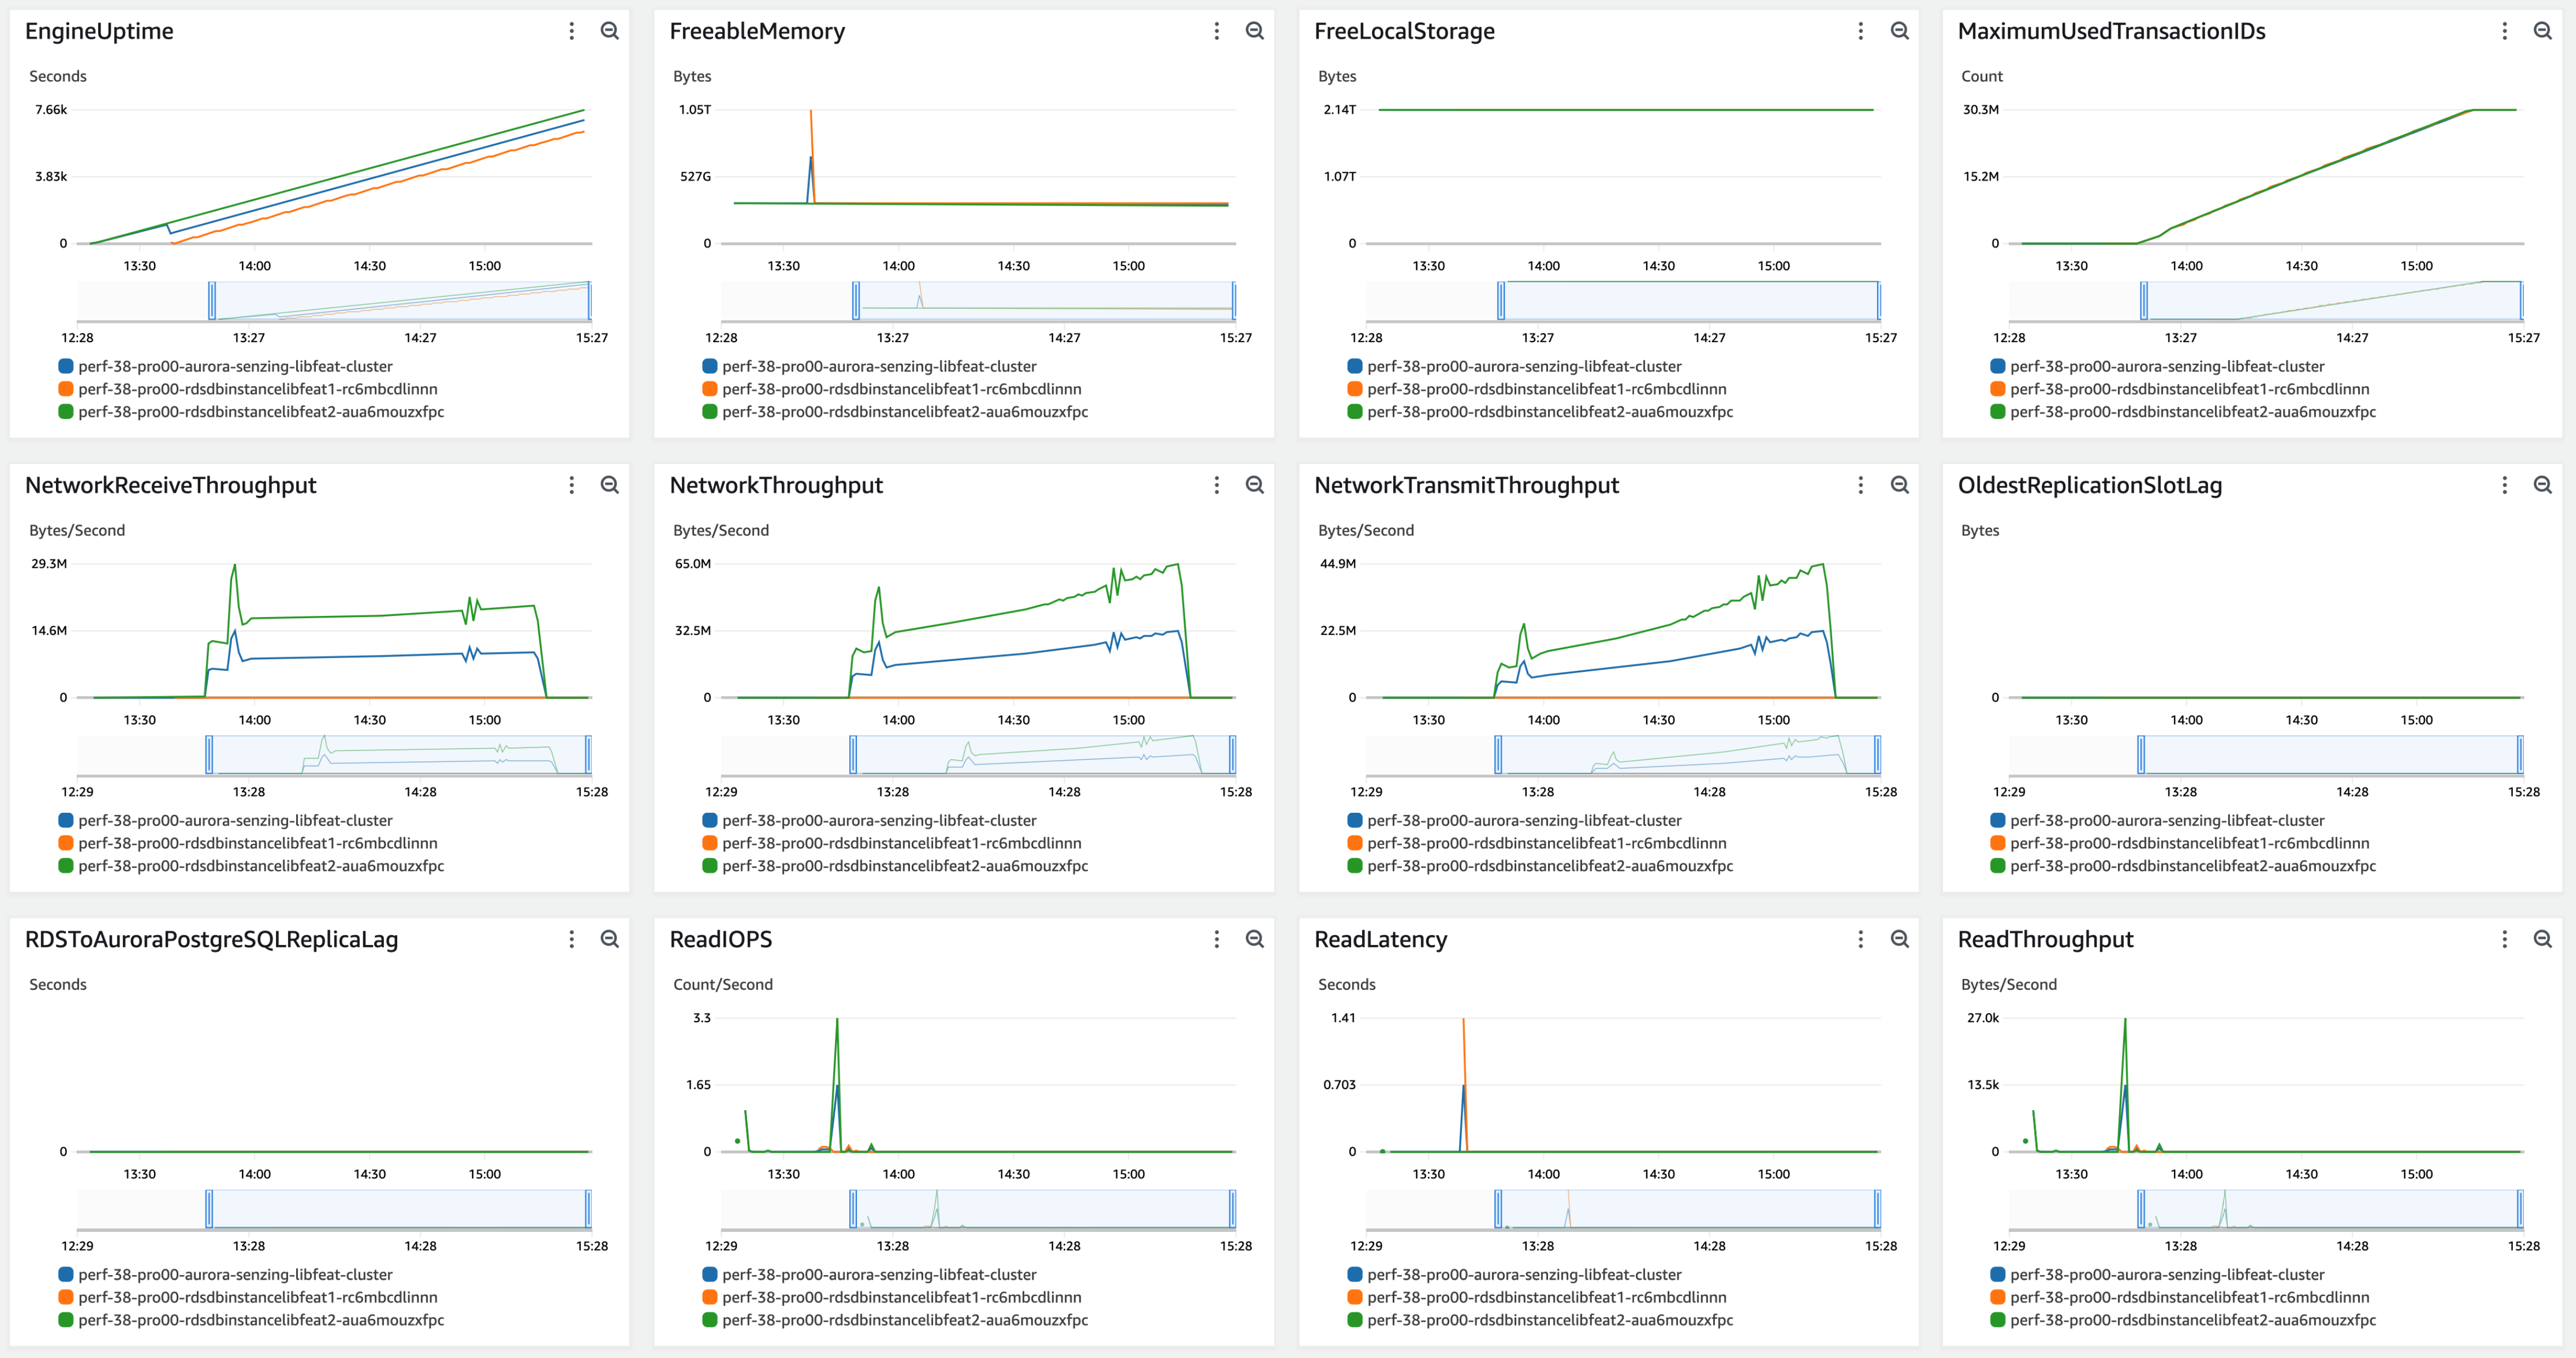 EngineUptime
Seconds
7.66k
3.83k
0
13:30 14:00 14:30 15:00
12:28 13:27 14:27 15:27
perf-38-pro00-aurora-senzing-libfeat-cluster
perf-38-pro00-rdsdbinstancelibfeat1-rc6mbcdlinnn
perf-38-pro00-rdsdbinstancelibfeat2-aua6mouzxfpc
FreeableMemory
Bytes
1.05T
527G
0
13:30 14:00 14:30 15:00
12:28 13:27 14:27 15:27
perf-38-pro00-aurora-senzing-libfeat-cluster
perf-38-pro00-rdsdbinstancelibfeat1-rc6mbcdlinnn
perf-38-pro00-rdsdbinstancelibfeat2-aua6mouzxfpc
FreeLocalStorage
Bytes
2.14T
1.07T
0
13:30 14:00 14:30 15:00
12:28 13:27 14:27 15:27
perf-38-pro00-aurora-senzing-libfeat-cluster
perf-38-pro00-rdsdbinstancelibfeat1-rc6mbcdlinnn
perf-38-pro00-rdsdbinstancelibfeat2-aua6mouzxfpc
MaximumUsedTransactionIDs
Count
30.3M
15.2M
0
13:30 14:00 14:30 15:00
12:28 13:27 14:27 15:27
perf-38-pro00-aurora-senzing-libfeat-cluster
perf-38-pro00-rdsdbinstancelibfeat1-rc6mbcdlinnn
perf-38-pro00-rdsdbinstancelibfeat2-aua6mouzxfpc
NetworkReceiveThroughput
Bytes/Second
29.3M
14.6M
0
13:30 14:00 14:30 15:00
12:29 13:28 14:28 15:28
perf-38-pro00-aurora-senzing-libfeat-cluster
perf-38-pro00-rdsdbinstancelibfeat1-rc6mbcdlinnn
perf-38-pro00-rdsdbinstancelibfeat2-aua6mouzxfpc
NetworkThroughput
Bytes/Second
65.0M
32.5M
0
13:30 14:00 14:30 15:00
12:29 13:28 14:28 15:28
perf-38-pro00-aurora-senzing-libfeat-cluster
perf-38-pro00-rdsdbinstancelibfeat1-rc6mbcdlinnn
perf-38-pro00-rdsdbinstancelibfeat2-aua6mouzxfpc
NetworkTransmitThroughput
Bytes/Second
44.9M
22.5M
0
13:30 14:00 14:30 15:00
12:29 13:28 14:28 15:28
perf-38-pro00-aurora-senzing-libfeat-cluster
perf-38-pro00-rdsdbinstancelibfeat1-rc6mbcdlinnn
perf-38-pro00-rdsdbinstancelibfeat2-aua6mouzxfpc
OldestReplicationSlotLag
Bytes
0
13:30 14:00 14:30 15:00
12:29 13:28 14:28 15:28
perf-38-pro00-aurora-senzing-libfeat-cluster
perf-38-pro00-rdsdbinstancelibfeat1-rc6mbcdlinnn
perf-38-pro00-rdsdbinstancelibfeat2-aua6mouzxfpc
RDSToAuroraPostgreSQLReplicaLag
Seconds
0
13:30 14:00 14:30 15:00
12:29 13:28 14:28 15:28
perf-38-pro00-aurora-senzing-libfeat-cluster
perf-38-pro00-rdsdbinstancelibfeat1-rc6mbcdlinnn
perf-38-pro00-rdsdbinstancelibfeat2-aua6mouzxfpc
ReadIOPS
Count/Second
3.3
1.65
0
13:30 14:00 14:30 15:00
12:29 13:28 14:28 15:28
perf-38-pro00-aurora-senzing-libfeat-cluster
perf-38-pro00-rdsdbinstancelibfeat1-rc6mbcdlinnn
perf-38-pro00-rdsdbinstancelibfeat2-aua6mouzxfpc
ReadLatency
Seconds
1.41
0.703
0
13:30 14:00 14:30 15:00
12:29 13:28 14:28 15:28
perf-38-pro00-aurora-senzing-libfeat-cluster
perf-38-pro00-rdsdbinstancelibfeat1-rc6mbcdlinnn
perf-38-pro00-rdsdbinstancelibfeat2-aua6mouzxfpc
ReadThroughput
Bytes/Second
27.0k
13.5k
0
13:30 14:00 14:30 15:00
12:29 13:28 14:28 15:28
perf-38-pro00-aurora-senzing-libfeat-cluster
perf-38-pro00-rdsdbinstancelibfeat1-rc6mbcdlinnn
perf-38-pro00-rdsdbinstancelibfeat2-aua6mouzxfpc